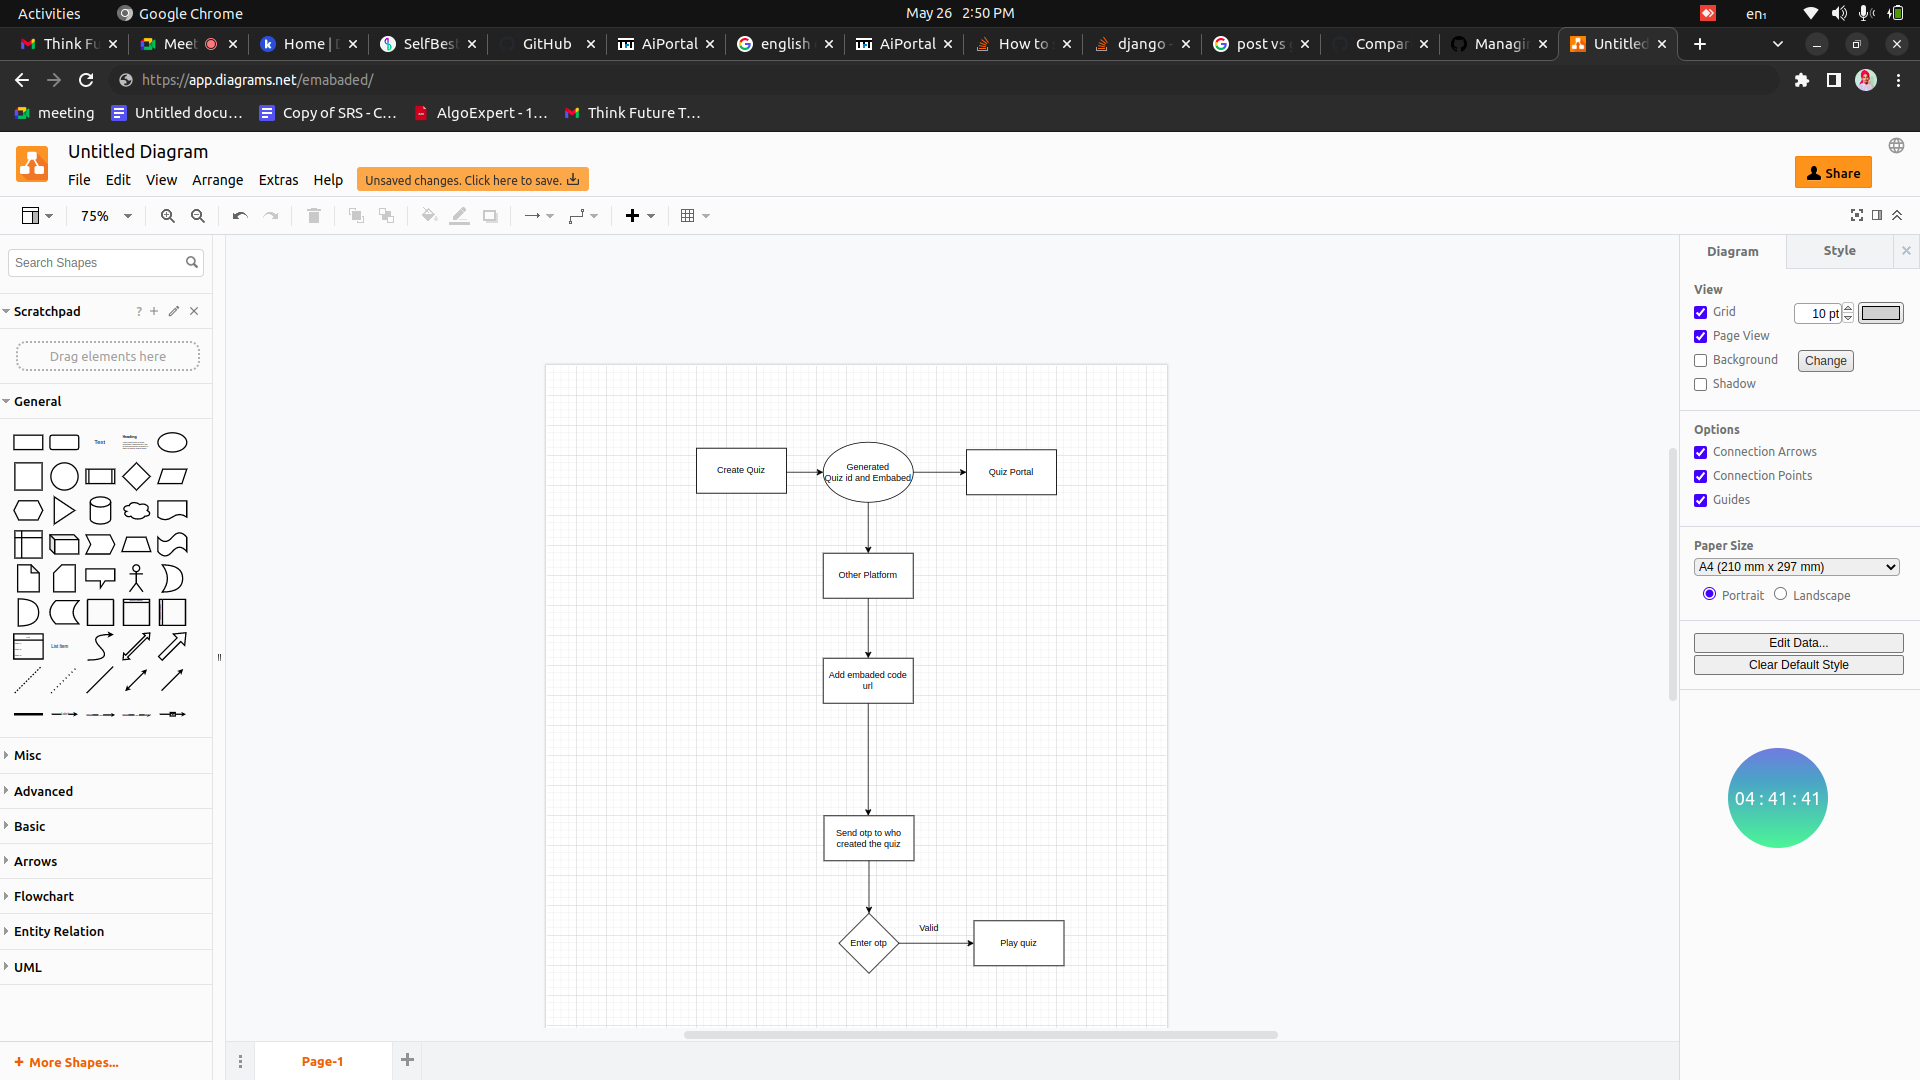 Activities
Google Chrome
May 26 2:50 PM
en₁
Think Fu
Meet
Home | D
SelfBest
GitHub
AiPortal
english
AiPortal
How to
django -
post vs g
Compar
Managin
Untitled
https://app.diagrams.net/emabaded/
meeting
Untitled docu...
Copy of SRS - C...
AlgoExpert - 1...
Think Future T...
Untitled Diagram
File Edit View Arrange Extras Help
Unsaved changes. Click here to save.
Share
75%
Search Shapes
Scratchpad
?
Drag elements here
General
Text
Heading
List Item
Misc
Advanced
Basic
Arrows
Flowchart
Entity Relation
UML
+ More Shapes...
Create Quiz
Generated
Quiz id and Embabed
Quiz Portal
Other Platform
Add embaded code
url
Send otp to who
created the quiz
Enter otp
Valid
Play quiz
Page-1
Diagram
Style
View
Grid
10 pt
Page View
Background
Change
Shadow
Options
Connection Arrows
Connection Points
Guides
Paper Size
A4 (210 mm x 297 mm)
Portrait
Landscape
Edit Data...
Clear Default Style
04 : 41 : 41